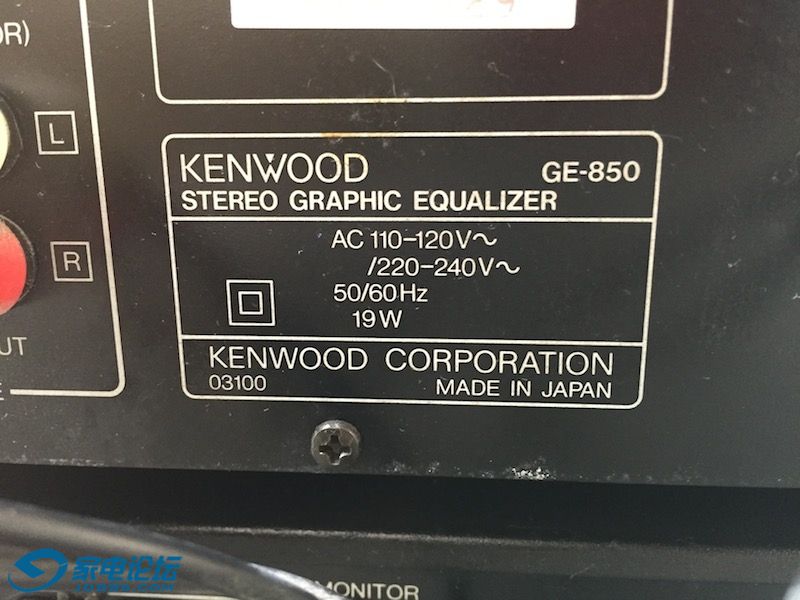 OR)
L
R
UT
KENWOOD GE-850
STEREO GRAPHIC EQUALIZER
AC 110-120V~
/220-240V~
50/60Hz
19W
KENWOOD CORPORATION
03100 MADE IN JAPAN
MONITOR
家电论坛